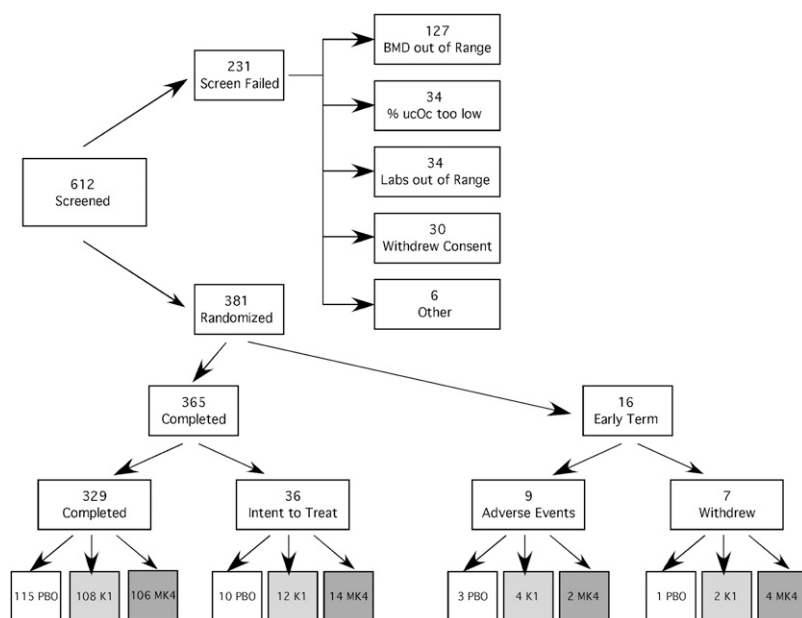 127
BMD out of Range
231
Screen Failed
34
% ucOc too low
34
Labs out of Range
612
Screened
30
Withdrew Consent
6
Other
381
Randomized
365
Completed
16
Early Term
329
Completed
36
Intent to Treat
9
Adverse Events
7
Withdrew
115 PBO
108 K1
106 MK4
10 PBO
12 K1
14 MK4
3 PBO
4 K1
2 MK4
1 PBO
2 K1
4 MK4